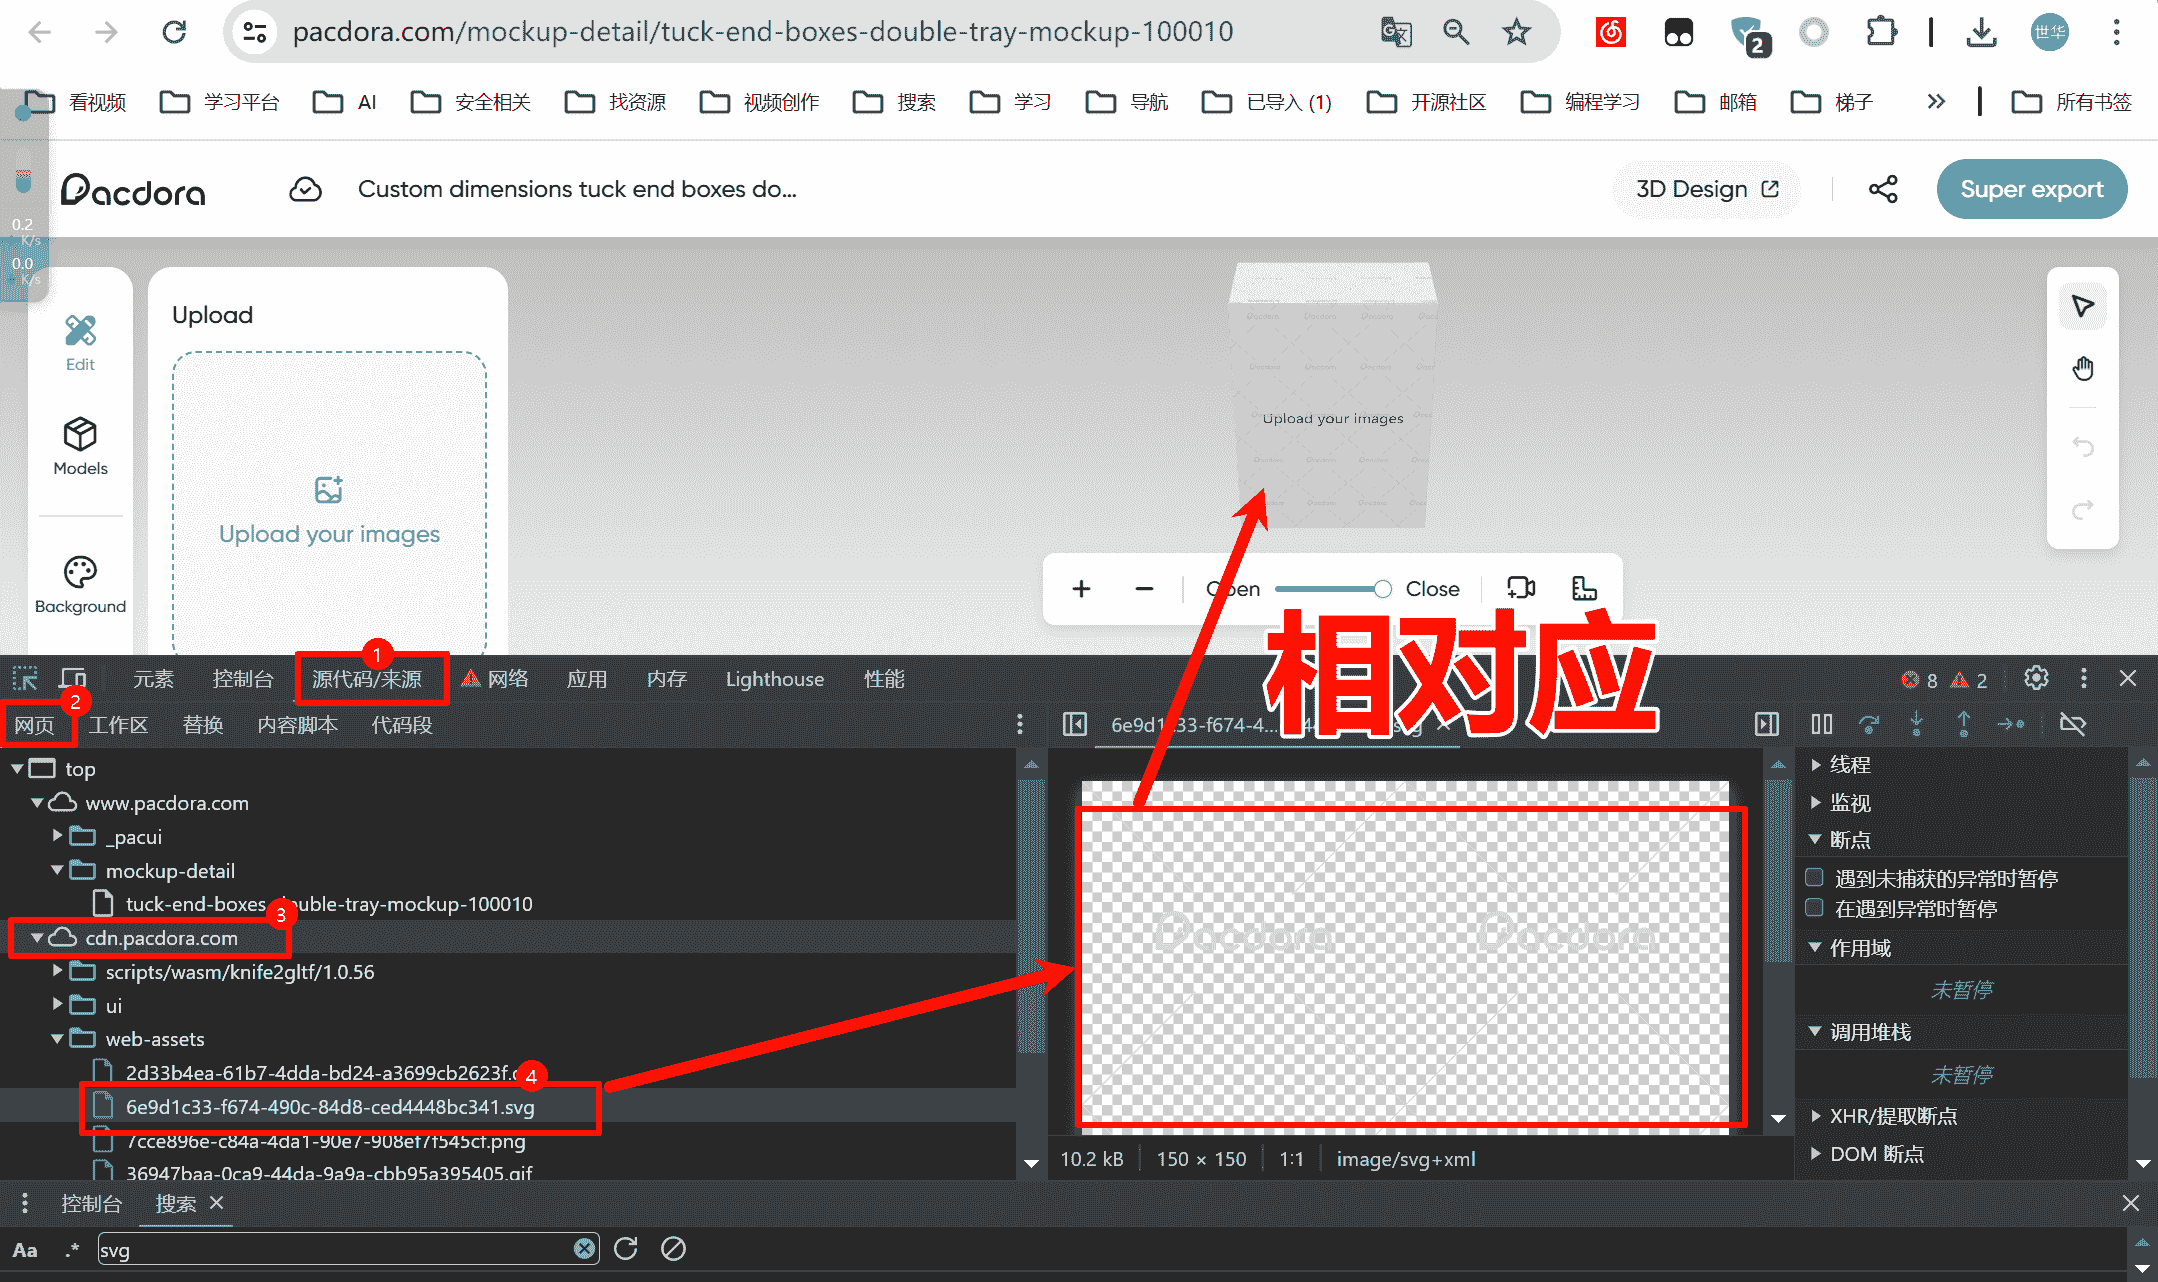 pacdora.com/mockup-detail/tuck-end-boxes-double-tray-mockup-100010
2
世华
看视频
学习平台
AI
安全相关
找资源
视频创作
搜索
学习
导航
已导入 (1)
开源社区
编程学习
邮箱
梯子
所有书签
0.2
K/s
0.0
K/s
Pacdora
Custom dimensions tuck end boxes do...
3D Design
Super export
Edit
Models
Background
Upload
Upload your images
Upload your images
Open
Close
相对应
1
元素
控制台
源代码/来源
网络
应用
内存
Lighthouse
性能
8
2
2
网页
工作区
替换
内容脚本
代码段
top
www.pacdora.com
_pacui
mockup-detail
tuck-end-boxes-double-tray-mockup-100010
3
cdn.pacdora.com
scripts/wasm/knife2gltf/1.0.56
ui
web-assets
2d33b4ea-61b7-4dda-bd24-a3699cb2623f.
4
6e9d1c33-f674-490c-84d8-ced4448bc341.svg
7cce896e-c84a-4da1-90e7-908ef7f545cf.png
36947baa-0ca9-44da-9a9a-cbb95a395405.gif
Pacdora
Pacdora
10.2 kB
150 × 150
1:1
image/svg+xml
线程
监视
断点
遇到未捕获的异常时暂停
在遇到异常时暂停
作用域
未暂停
调用堆栈
未暂停
XHR/提取断点
DOM 断点
控制台
搜索
Aa
.*
svg